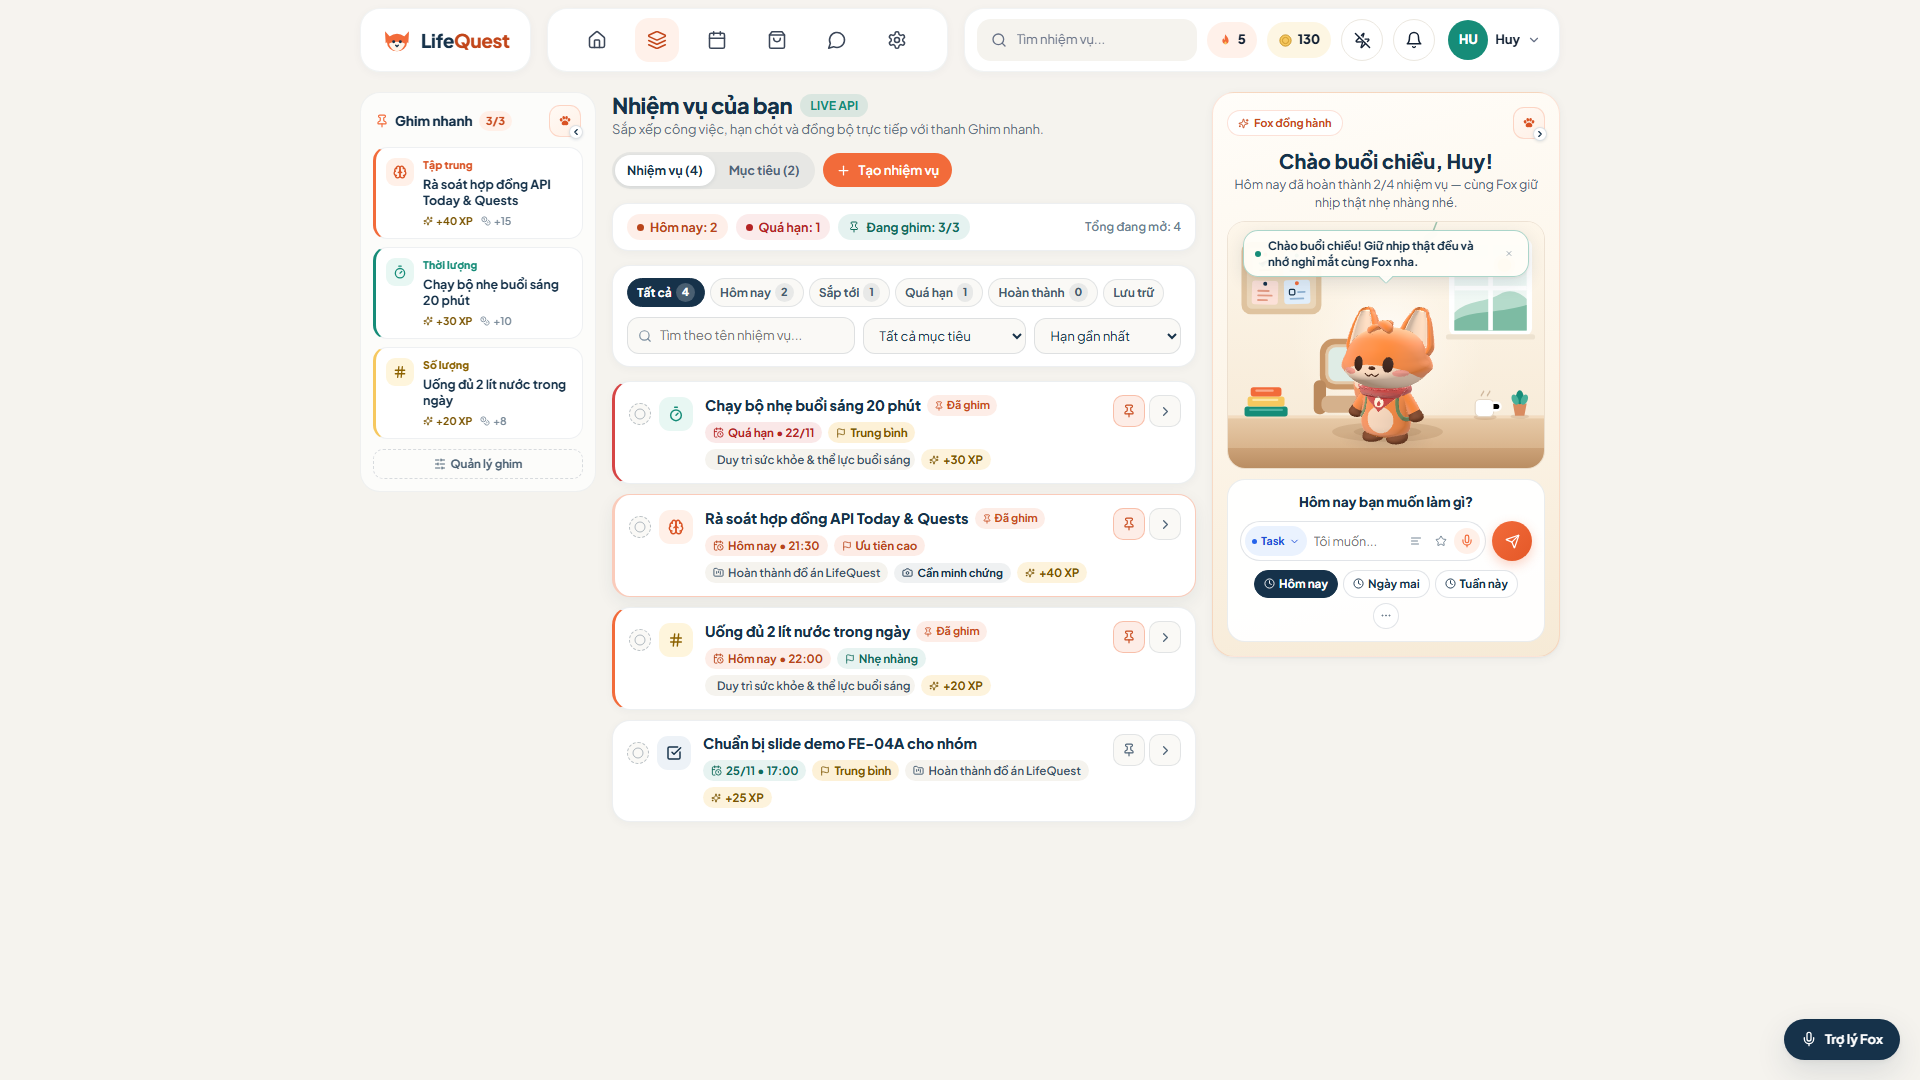 LifeQuest
Tìm nhiệm vụ...
5
130
HU
Huy
Ghim nhanh
3/3
Tập trung
Rà soát hợp đồng API
Today & Quests
+40 XP
+15
Thời lượng
Chạy bộ nhẹ buổi sáng
20 phút
+30 XP
+10
Số lượng
Uống đủ 2 lít nước trong
ngày
+20 XP
+8
Quản lý ghim
Nhiệm vụ của bạn
LIVE API
Sắp xếp công việc, hạn chót và đồng bộ trực tiếp với thanh Ghim nhanh.
Nhiệm vụ (4)
Mục tiêu (2)
Tạo nhiệm vụ
Hôm nay: 2
Quá hạn: 1
Đang ghim: 3/3
Tổng đang mở: 4
Tất cả 4
Hôm nay 2
Sắp tới 1
Quá hạn 1
Hoàn thành 0
Lưu trữ
Tìm theo tên nhiệm vụ...
Tất cả mục tiêu
Hạn gần nhất
Chạy bộ nhẹ buổi sáng 20 phút
Đã ghim
Quá hạn • 22/11
Trung bình
Duy trì sức khỏe & thể lực buổi sáng
+30 XP
Rà soát hợp đồng API Today & Quests
Đã ghim
Hôm nay • 21:30
Ưu tiên cao
Hoàn thành đồ án LifeQuest
Cần minh chứng
+40 XP
Uống đủ 2 lít nước trong ngày
Đã ghim
Hôm nay • 22:00
Nhẹ nhàng
Duy trì sức khỏe & thể lực buổi sáng
+20 XP
Chuẩn bị slide demo FE-04A cho nhóm
25/11 • 17:00
Trung bình
Hoàn thành đồ án LifeQuest
+25 XP
Fox đồng hành
Chào buổi chiều, Huy!
Hôm nay đã hoàn thành 2/4 nhiệm vụ — cùng Fox giữ
nhịp thật nhẹ nhàng nhé.
Chào buổi chiều! Giữ nhịp thật đều và
nhớ nghỉ mắt cùng Fox nha.
Hôm nay bạn muốn làm gì?
Task
Tôi muốn...
Hôm nay
Ngày mai
Tuần này
Trợ lý Fox